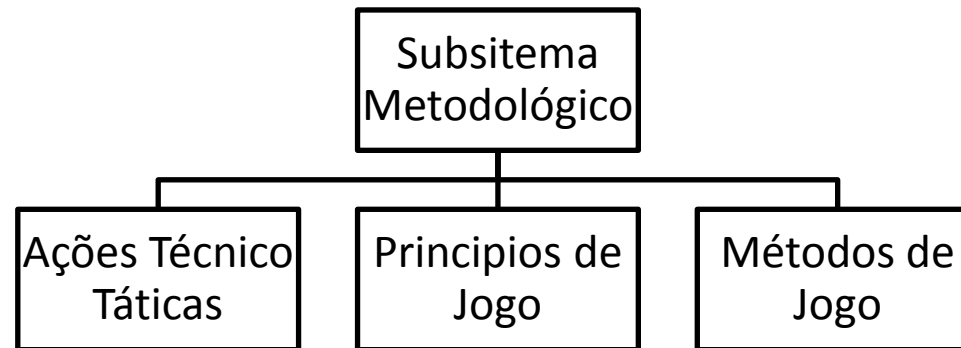 Subsitema
Metodológico
Ações Técnico
Táticas
Principios de
Jogo
Métodos de
Jogo